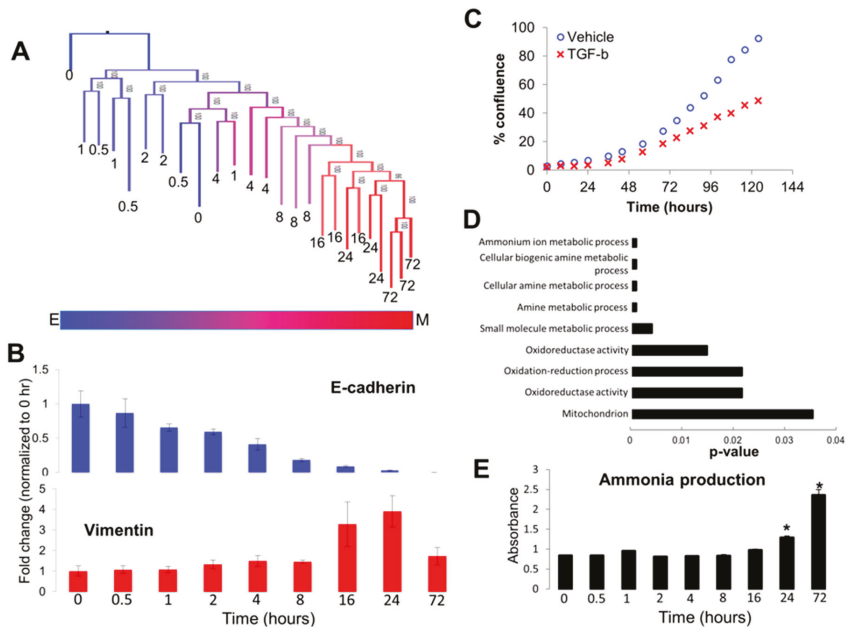 A
0
1
0.5
1
0.5
2
2
0.5
0
4
1
4
4
8
8
8
16
16
24
16
24
72
72
72
E M
B
Fold change (normalized to 0 hr)
1.5
1
0.5
0
E-cadherin
5
4
3
2
1
0
Vimentin
0 0.5 1 2 4 8 16 24 72
Time (hours)
C
% confluence
100
80
60
40
20
0
Vehicle
TGF-b
0 24 48 72 96 120 144
Time (hours)
D
Ammonium ion metabolic process
Cellular biogenic amine metabolic
process
Cellular amine metabolic process
Amine metabolic process
Small molecule metabolic process
Oxidoreductase activity
Oxidation-reduction process
Oxidoreductase activity
Mitochondrion
0 0.01 0.02 0.03 0.04
p-value
E
Ammonia production
Absorbance
3
2.5
2
1.5
1
0.5
0
* *
0 0.5 1 2 4 8 16 24 72
Time (hours)